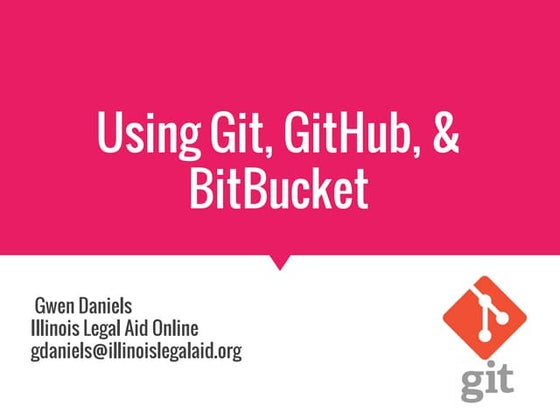 Using Git, GitHub, &
BitBucket
Gwen Daniels
Illinois Legal Aid Online
gdaniels@illinoislegalaid.org
git